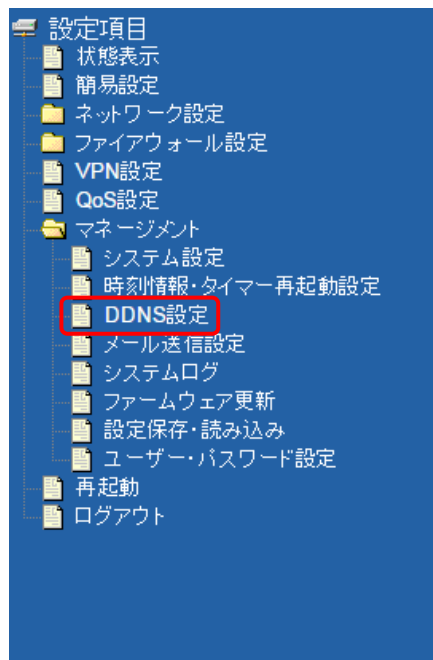 設定項目
状態表示
簡易設定
ネットワーク設定
ファイアウォール設定
VPN設定
QoS設定
マネージメント
システム設定
時刻情報・タイマー再起動設定
DDNS設定
メール送信設定
システムログ
ファームウェア更新
設定保存・読み込み
ユーザー・パスワード設定
再起動
ログアウト